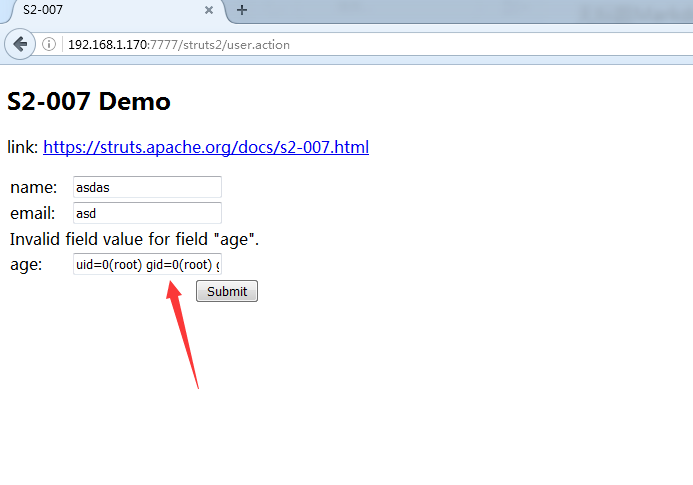 S2-007
192.168.1.170:7777/struts2/user.action
S2-007 Demo
link: https://struts.apache.org/docs/s2-007.html
name: asdas
email: asd
Invalid field value for field "age".
age: uid=0(root) gid=0(root) g
Submit